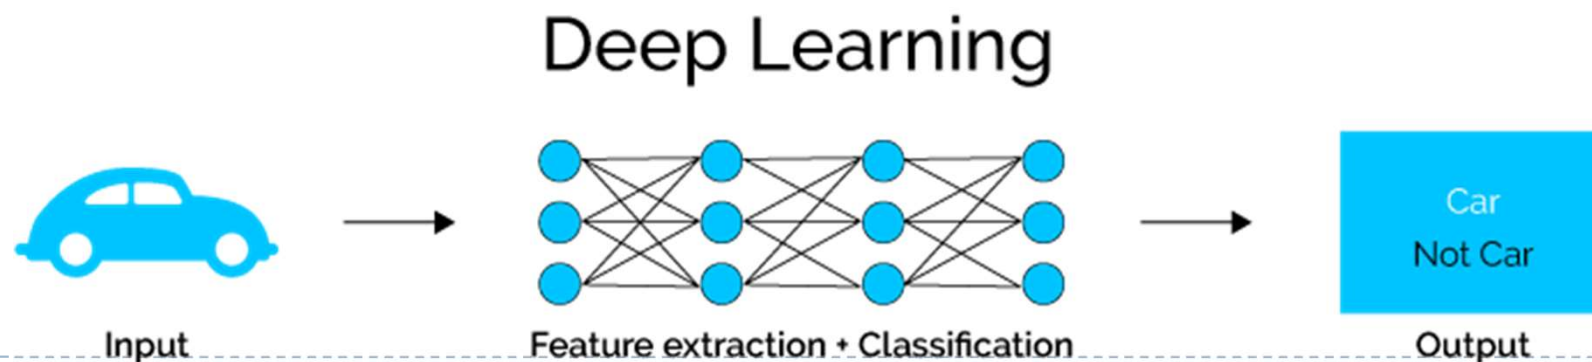 Deep Learning
Car
Not Car
Input
Feature extraction + Classification
Output